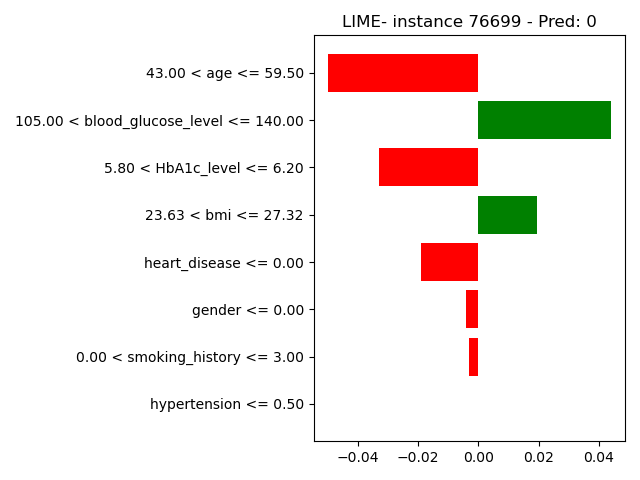 LIME- instance 76699 - Pred: 0
43.00 < age <= 59.50
105.00 < blood_glucose_level <= 140.00
5.80 < HbA1c_level <= 6.20
23.63 < bmi <= 27.32
heart_disease <= 0.00
gender <= 0.00
0.00 < smoking_history <= 3.00
hypertension <= 0.50
−0.04 −0.02 0.00 0.02 0.04